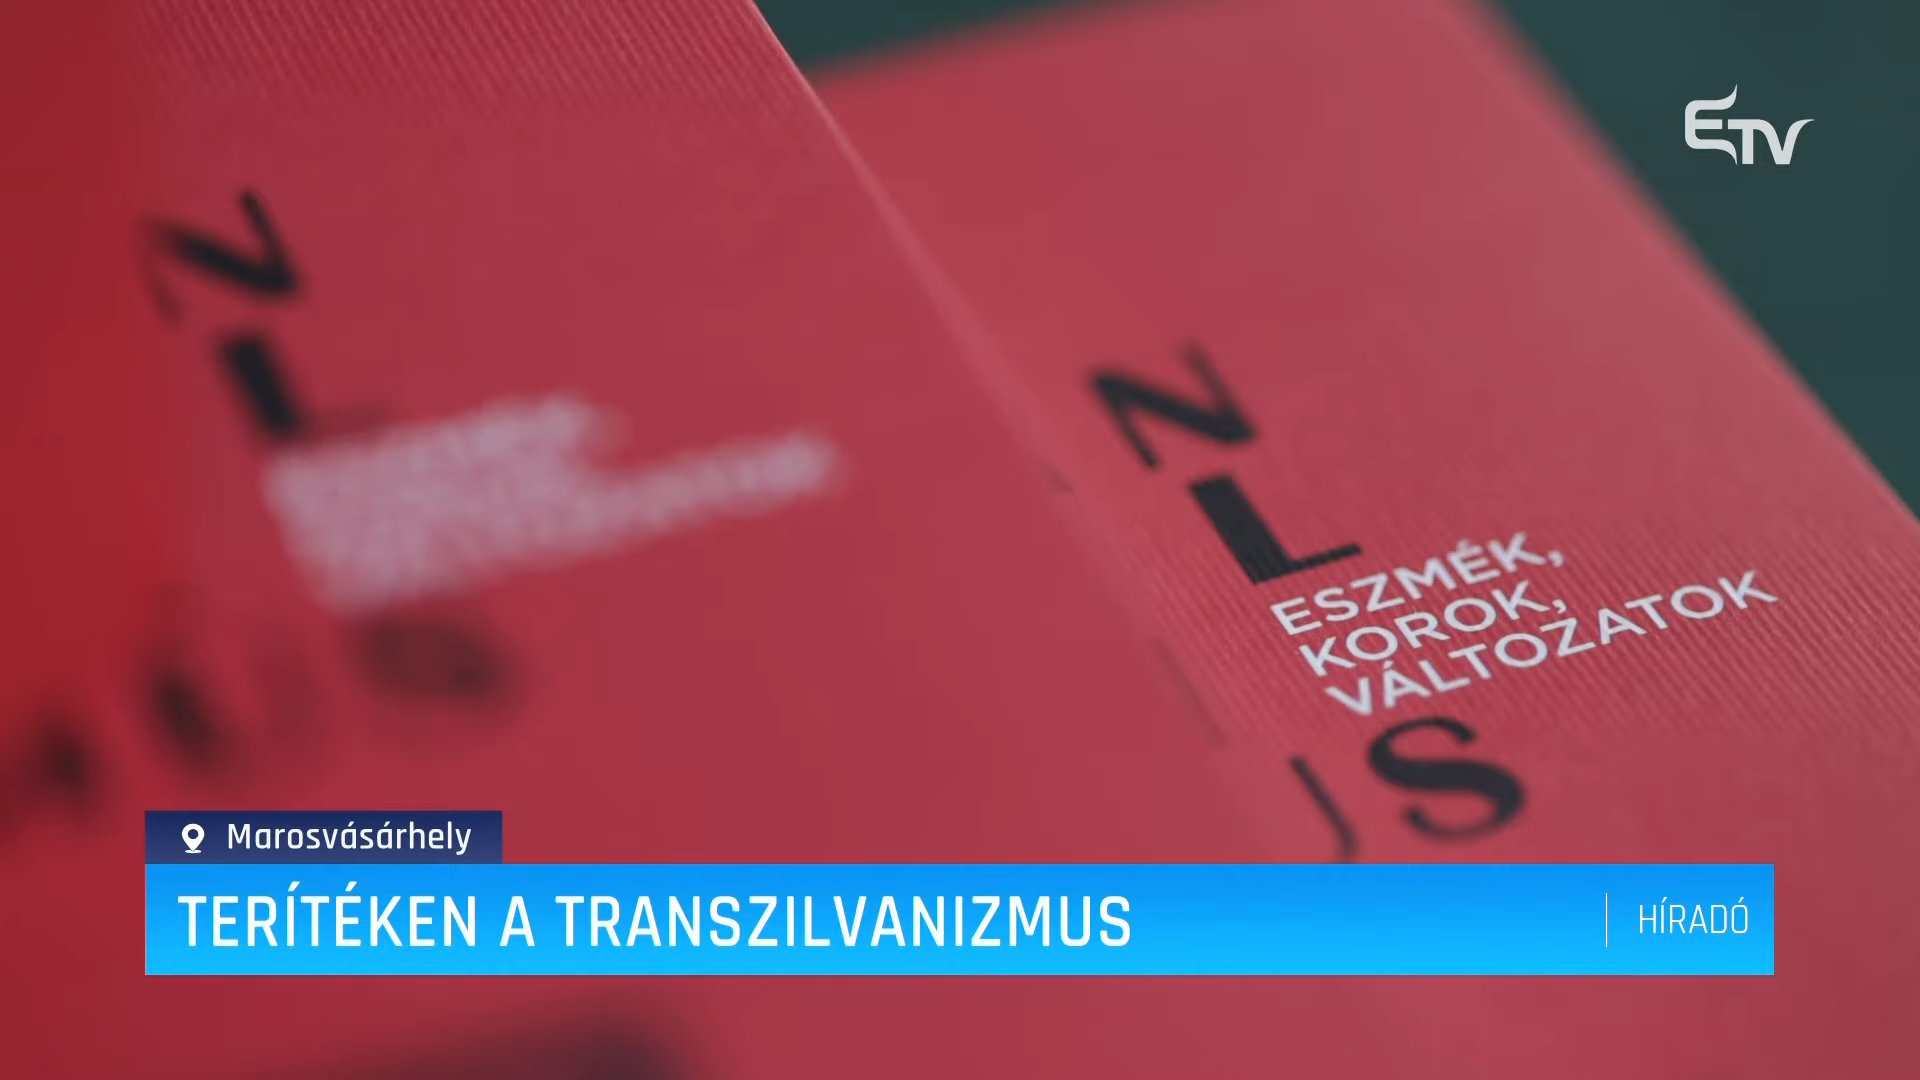 ETV
N
L
N
L
ESZMÉK,
KOROK,
VÁLTOZATOK
S
Marosvásárhely
TERÍTÉKEN A TRANSZILVANIZMUS
HÍRADÓ